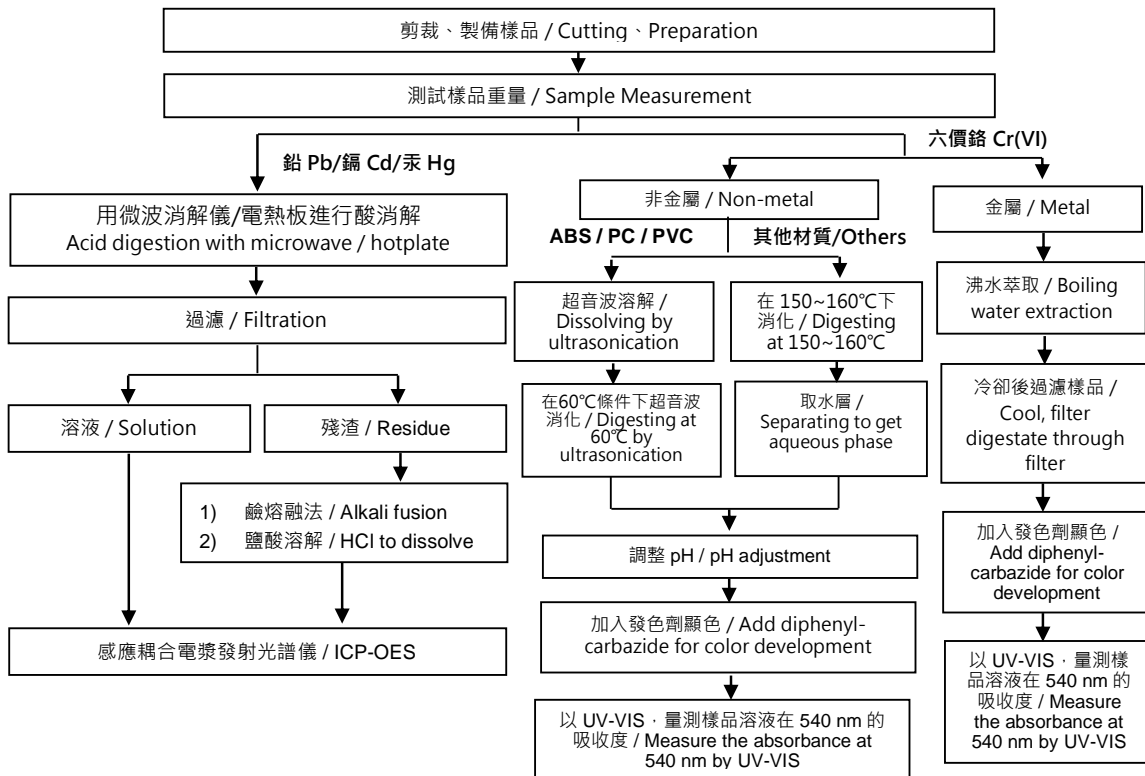 剪裁、製備樣品 / Cutting、Preparation
測試樣品重量 / Sample Measurement
鉛 Pb/鎘 Cd/汞 Hg
六價鉻 Cr(VI)
用微波消解儀/電熱板進行酸消解
Acid digestion with microwave / hotplate
過濾 / Filtration
溶液 / Solution
殘渣 / Residue
1) 鹼熔融法 / Alkali fusion
2) 鹽酸溶解 / HCl to dissolve
感應耦合電漿發射光譜儀 / ICP-OES
非金屬 / Non-metal
ABS / PC / PVC
其他材質/Others
超音波溶解 /
Dissolving by
ultrasonication
在60℃條件下超音波
消化 / Digesting at
60℃ by
ultrasonication
在 150~160℃下
消化 / Digesting
at 150~160℃
取水層 /
Separating to get
aqueous phase
調整 pH / pH adjustment
加入發色劑顯色 / Add diphenyl-
carbazide for color development
以 UV-VIS﹐量測樣品溶液在 540 nm 的
吸收度 / Measure the absorbance at
540 nm by UV-VIS
金屬 / Metal
沸水萃取 / Boiling
water extraction
冷卻後過濾樣品 /
Cool, filter
digestate through
filter
加入發色劑顯色 /
Add diphenyl-
carbazide for color
development
以 UV-VIS﹐量測樣
品溶液在 540 nm 的
吸收度 / Measure
the absorbance at
540 nm by UV-VIS